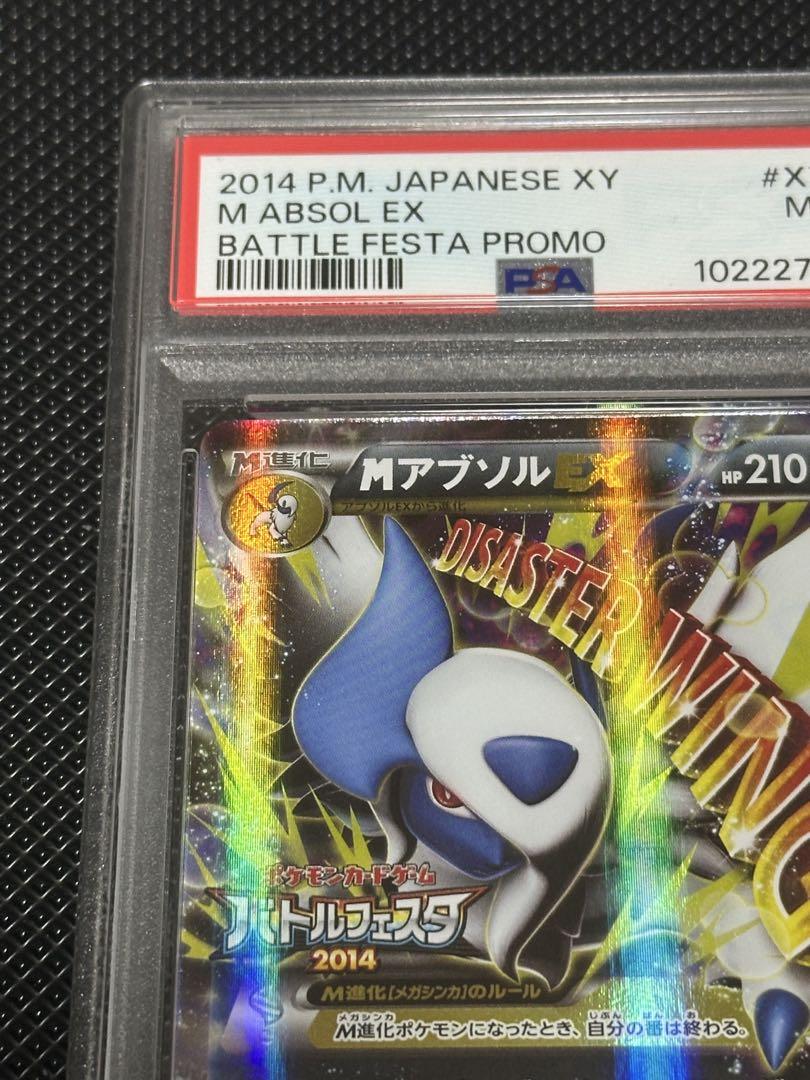 2014 P.M. JAPANESE XY #X
M ABSOL EX M
BATTLE FESTA PROMO
PSA 102227
M進化
MアブソルEX HP 210
アブソルEXから進化
DISASTER WING
ポケモンカードゲーム
バトルフェスタ
2014
M進化[メガシンカ]のルール
M進化ポケモンになったとき、自分の番は終わる。